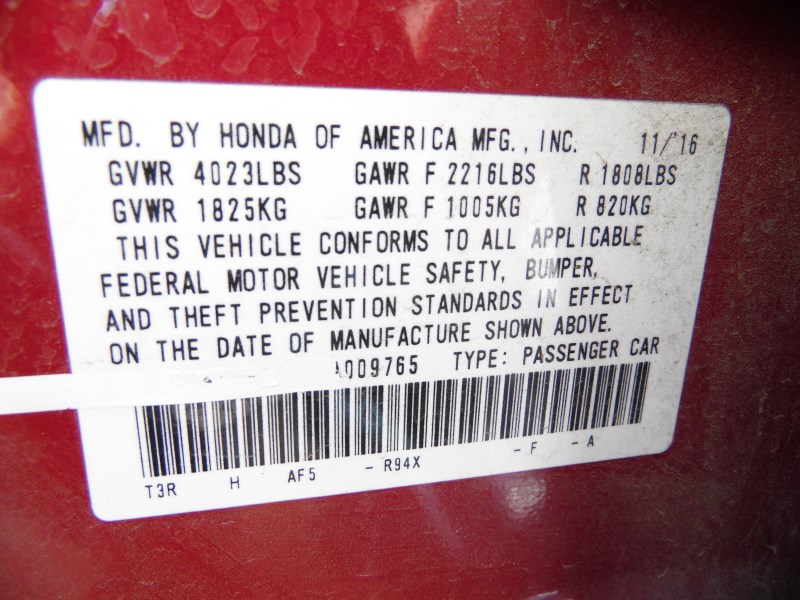 MFD. BY HONDA OF AMERICA MFG., INC. 11/'16
GVWR 4023LBS GAWR F 2216LBS R 1808LBS
GVWR 1825KG GAWR F 1005KG R 820KG
THIS VEHICLE CONFORMS TO ALL APPLICABLE
FEDERAL MOTOR VEHICLE SAFETY, BUMPER,
AND THEFT PREVENTION STANDARDS IN EFFECT
ON THE DATE OF MANUFACTURE SHOWN ABOVE.
009765 TYPE: PASSENGER CAR
T3R H AF5 - R94X - F - A